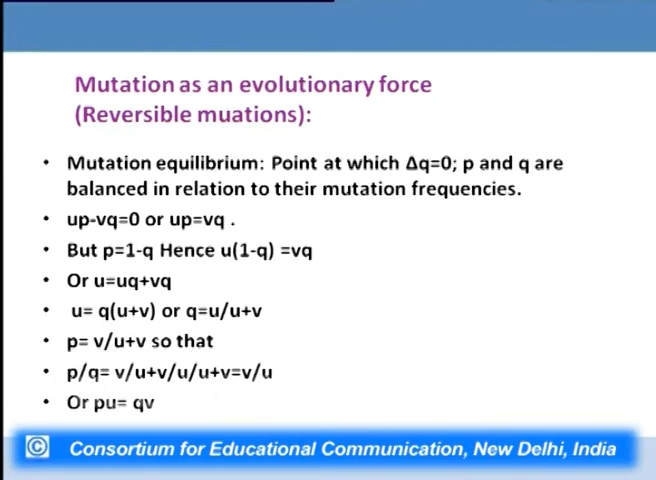 Mutation as an evolutionary force
(Reversible muations):
• Mutation equilibrium: Point at which Δq=0; p and q are
balanced in relation to their mutation frequencies.
• up-vq=0 or up=vq .
• But p=1-q Hence u(1-q) =vq
• Or u=uq+vq
• u= q(u+v) or q=u/u+v
• p= v/u+v so that
• p/q= v/u+v/u/u+v=v/u
• Or pu= qv
© Consortium for Educational Communication, New Delhi, India